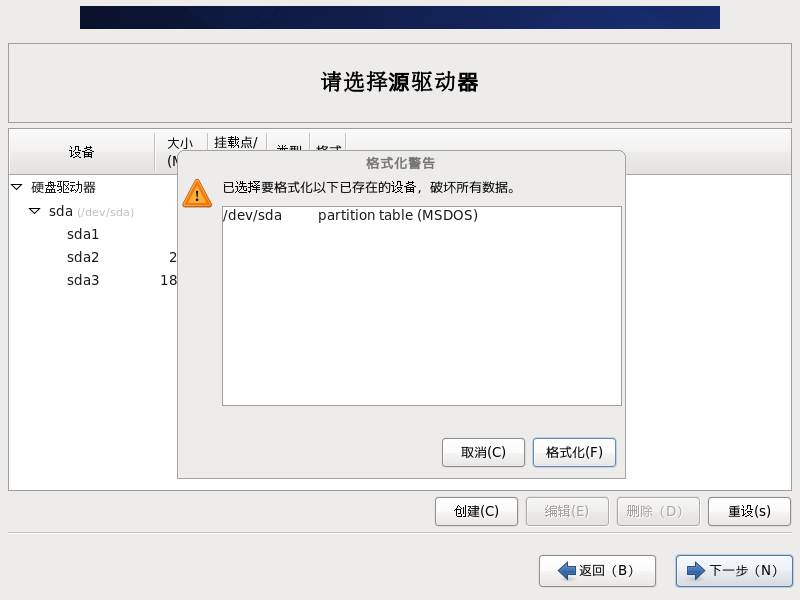 请选择源驱动器
设备
大小
挂载点/
格式化警告
已选择要格式化以下已存在的设备，破坏所有数据。
/dev/sda partition table (MSDOS)
硬盘驱动器
sda (/dev/sda)
sda1
sda2 2
sda3 18
取消(C) 格式化(F)
创建(C) 编辑(E) 删除（D） 重设(s)
返回（B） 下一步（N）